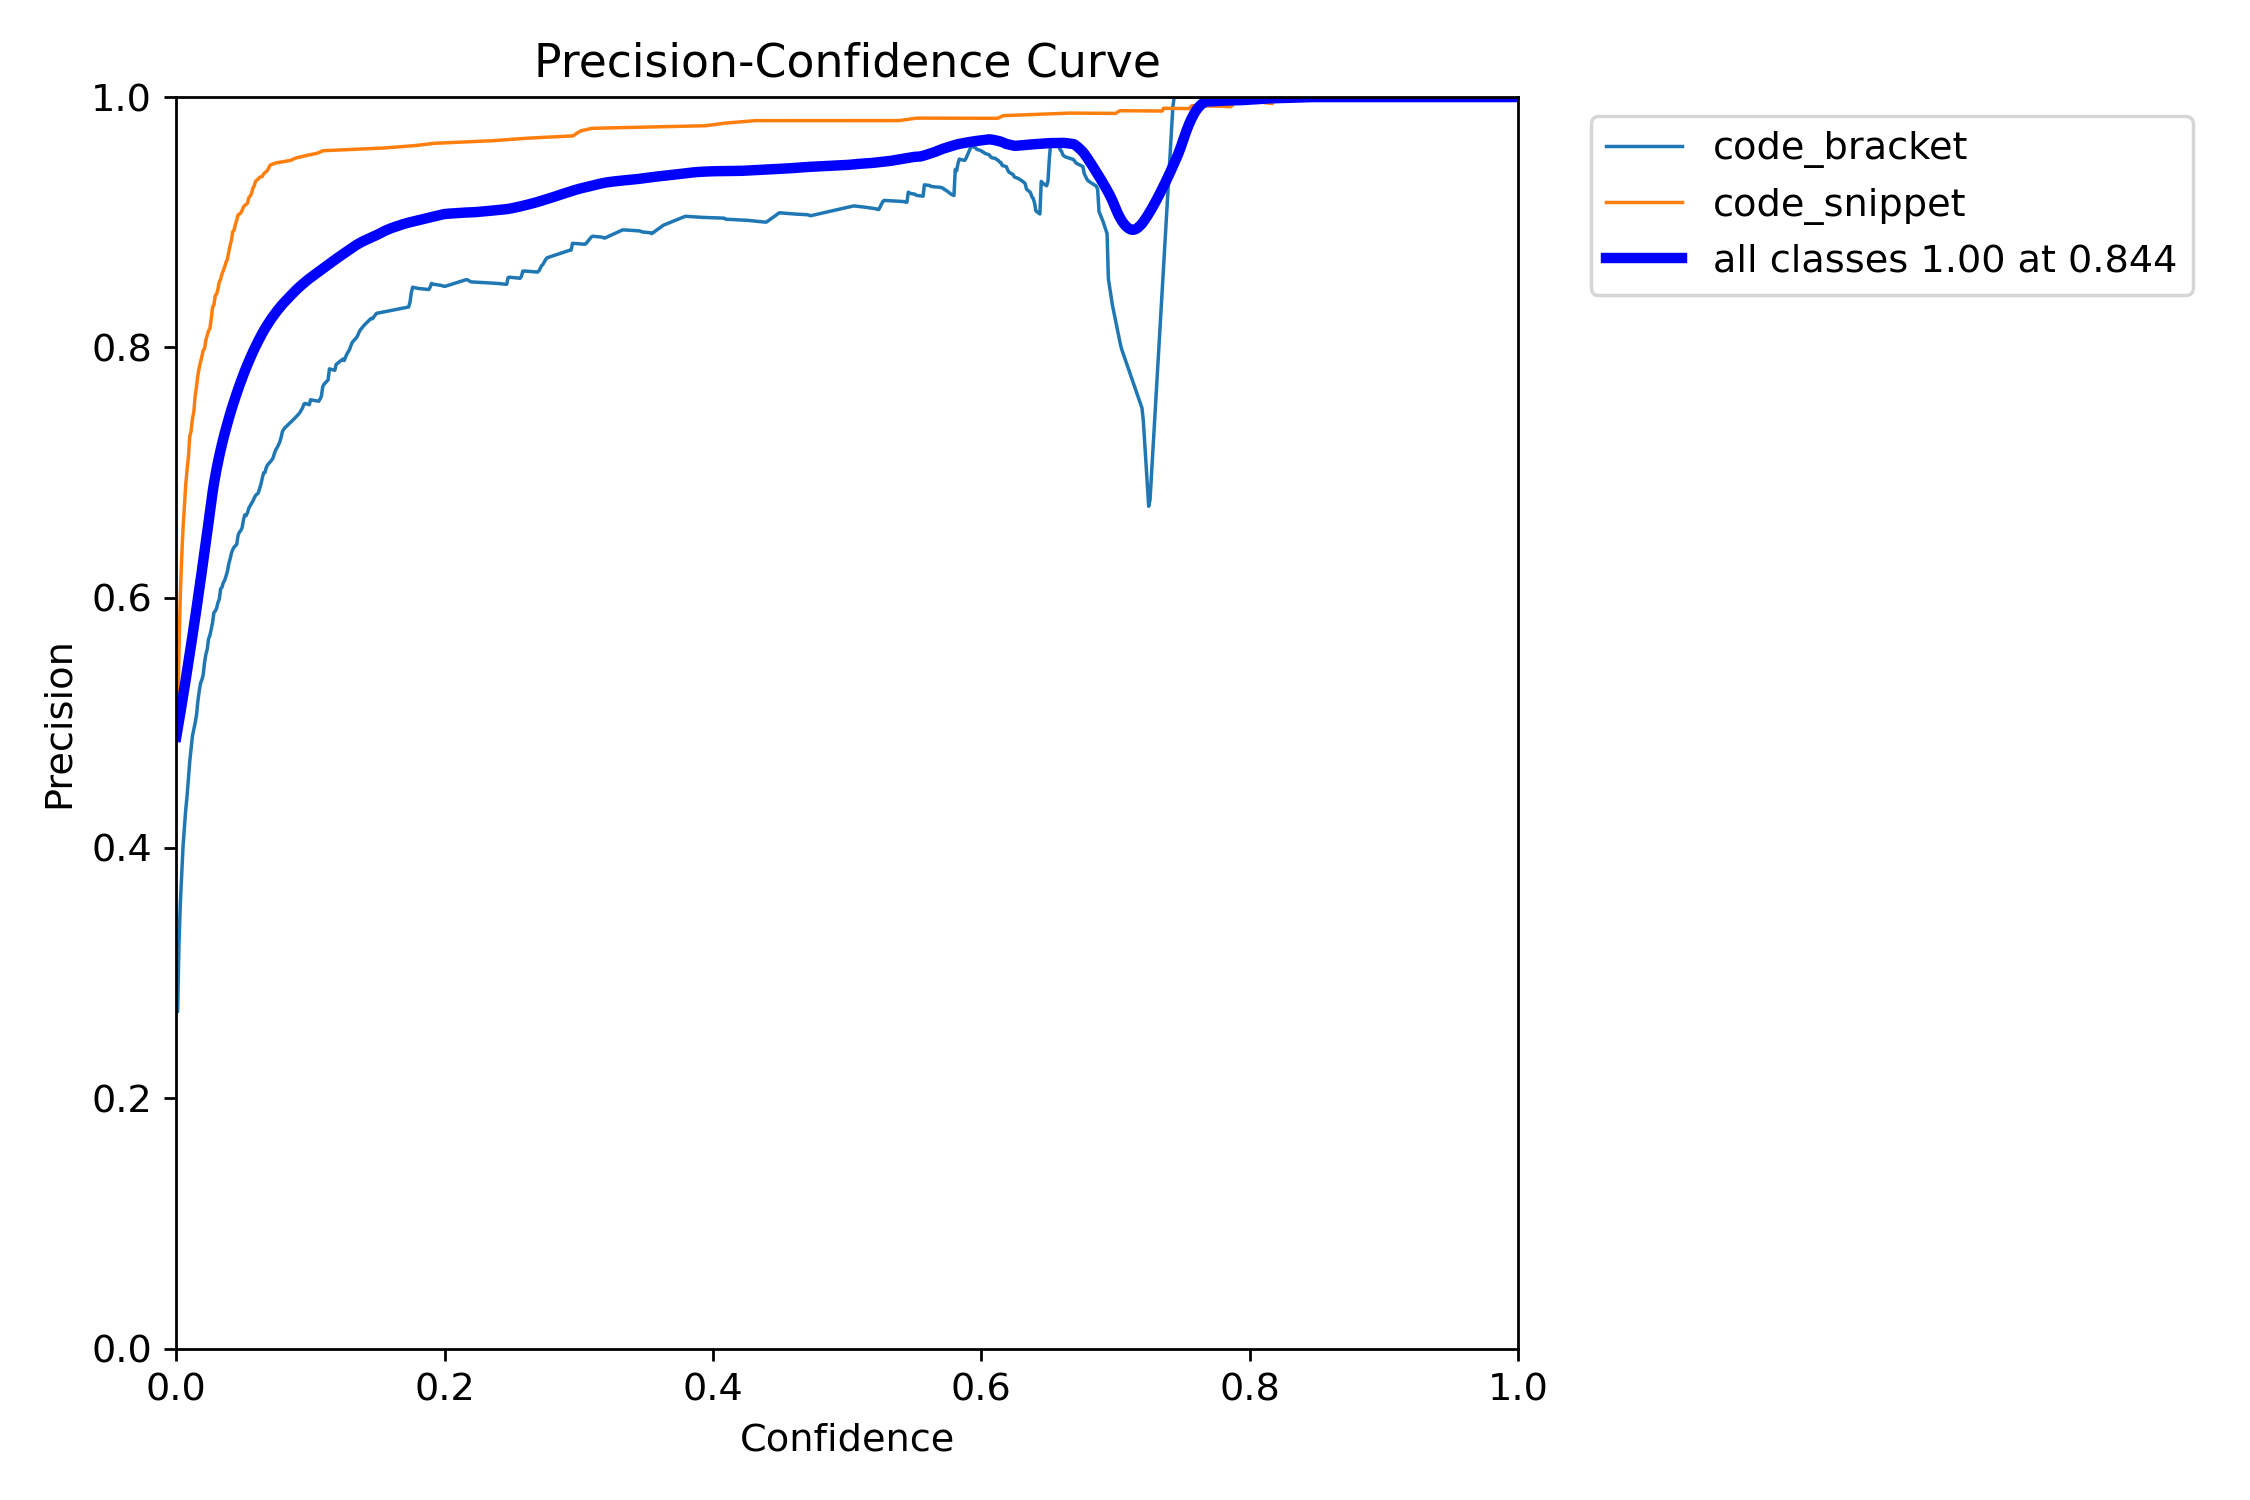 Precision-Confidence Curve
1.0
0.8
0.6
0.4
0.2
0.0
Precision
0.0 0.2 0.4 0.6 0.8 1.0
Confidence
code_bracket
code_snippet
all classes 1.00 at 0.844